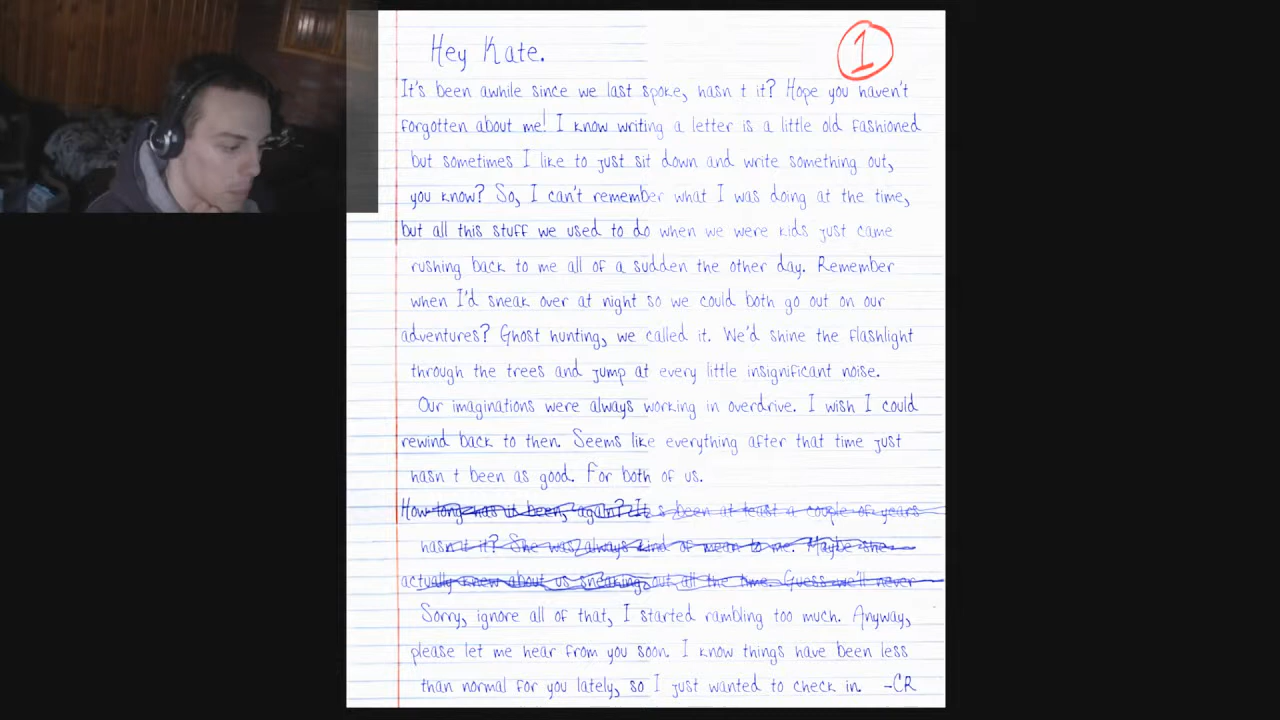 Hey Kate.
1
It's been awhile since we last spoke, hasn t it? Hope you haven't
forgotten about me! I know writing a letter is a little old fashioned
but sometimes I like to just sit down and write something out,
you know? So, I can't remember what I was doing at the time,
but all this stuff we used to do when we were kids just came
rushing back to me all of a sudden the other day. Remember
when I'd sneak over at night so we could both go out on our
adventures? Ghost hunting, we called it. We'd shine the flashlight
through the trees and jump at every little insignificant noise.
Our imaginations were always working in overdrive. I wish I could
rewind back to then. Seems like everything after that time just
hasn t been as good. For both of us.
How long has it been, again? It s been at least a couple of years
hasn t it? She was always kind of mean to me. Maybe she
actually knew about us sneaking out all the time. Guess we'll never
Sorry, ignore all of that, I started rambling too much. Anyway,
please let me hear from you soon. I know things have been less
than normal for you lately, so I just wanted to check in. -CR